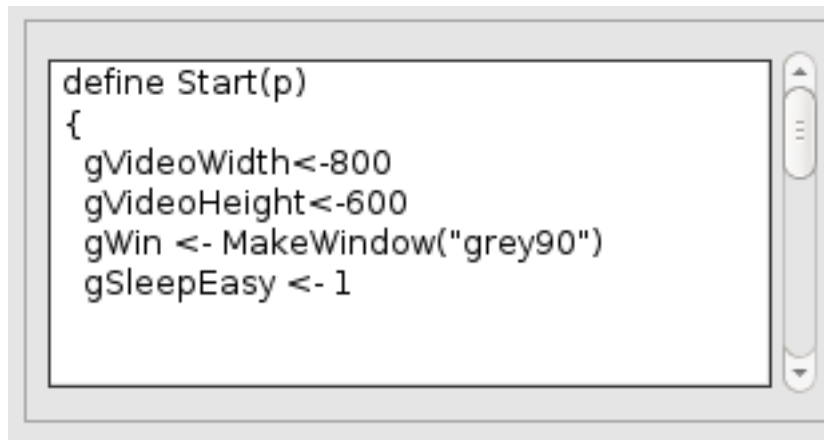 define Start(p)
{
gVideoWidth<-800
gVideoHeight<-600
gWin <- MakeWindow("grey90")
gSleepEasy <- 1